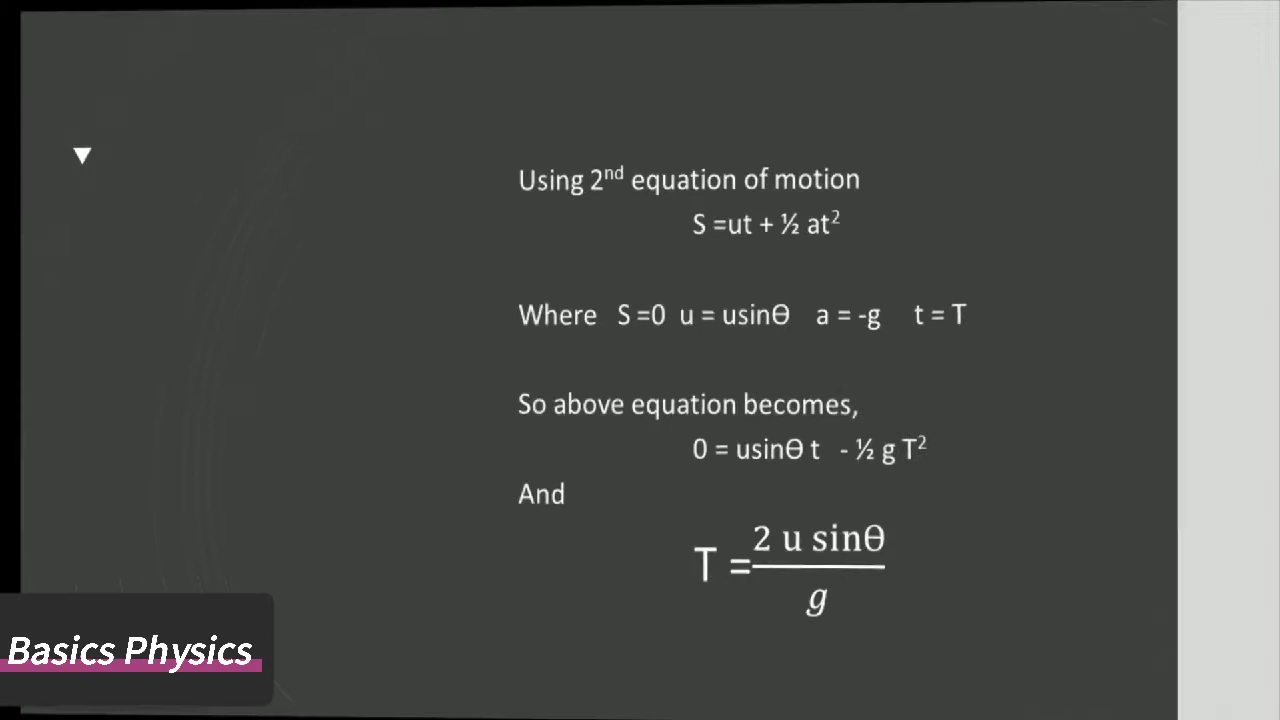 Using 2nd equation of motion
S =ut + ½ at²
Where S =0 u = usinθ a = -g t = T
So above equation becomes,
0 = usinθ t - ½ g T²
And
T = 2 u sinθ / g
Basics Physics